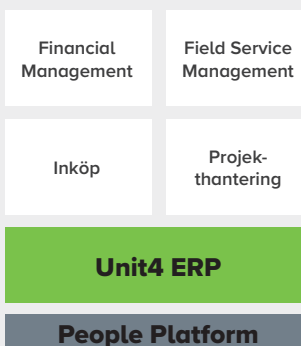 Financial
Management
Field Service
Management
Inköp
Projek-
thantering
Unit4 ERP
People Platform